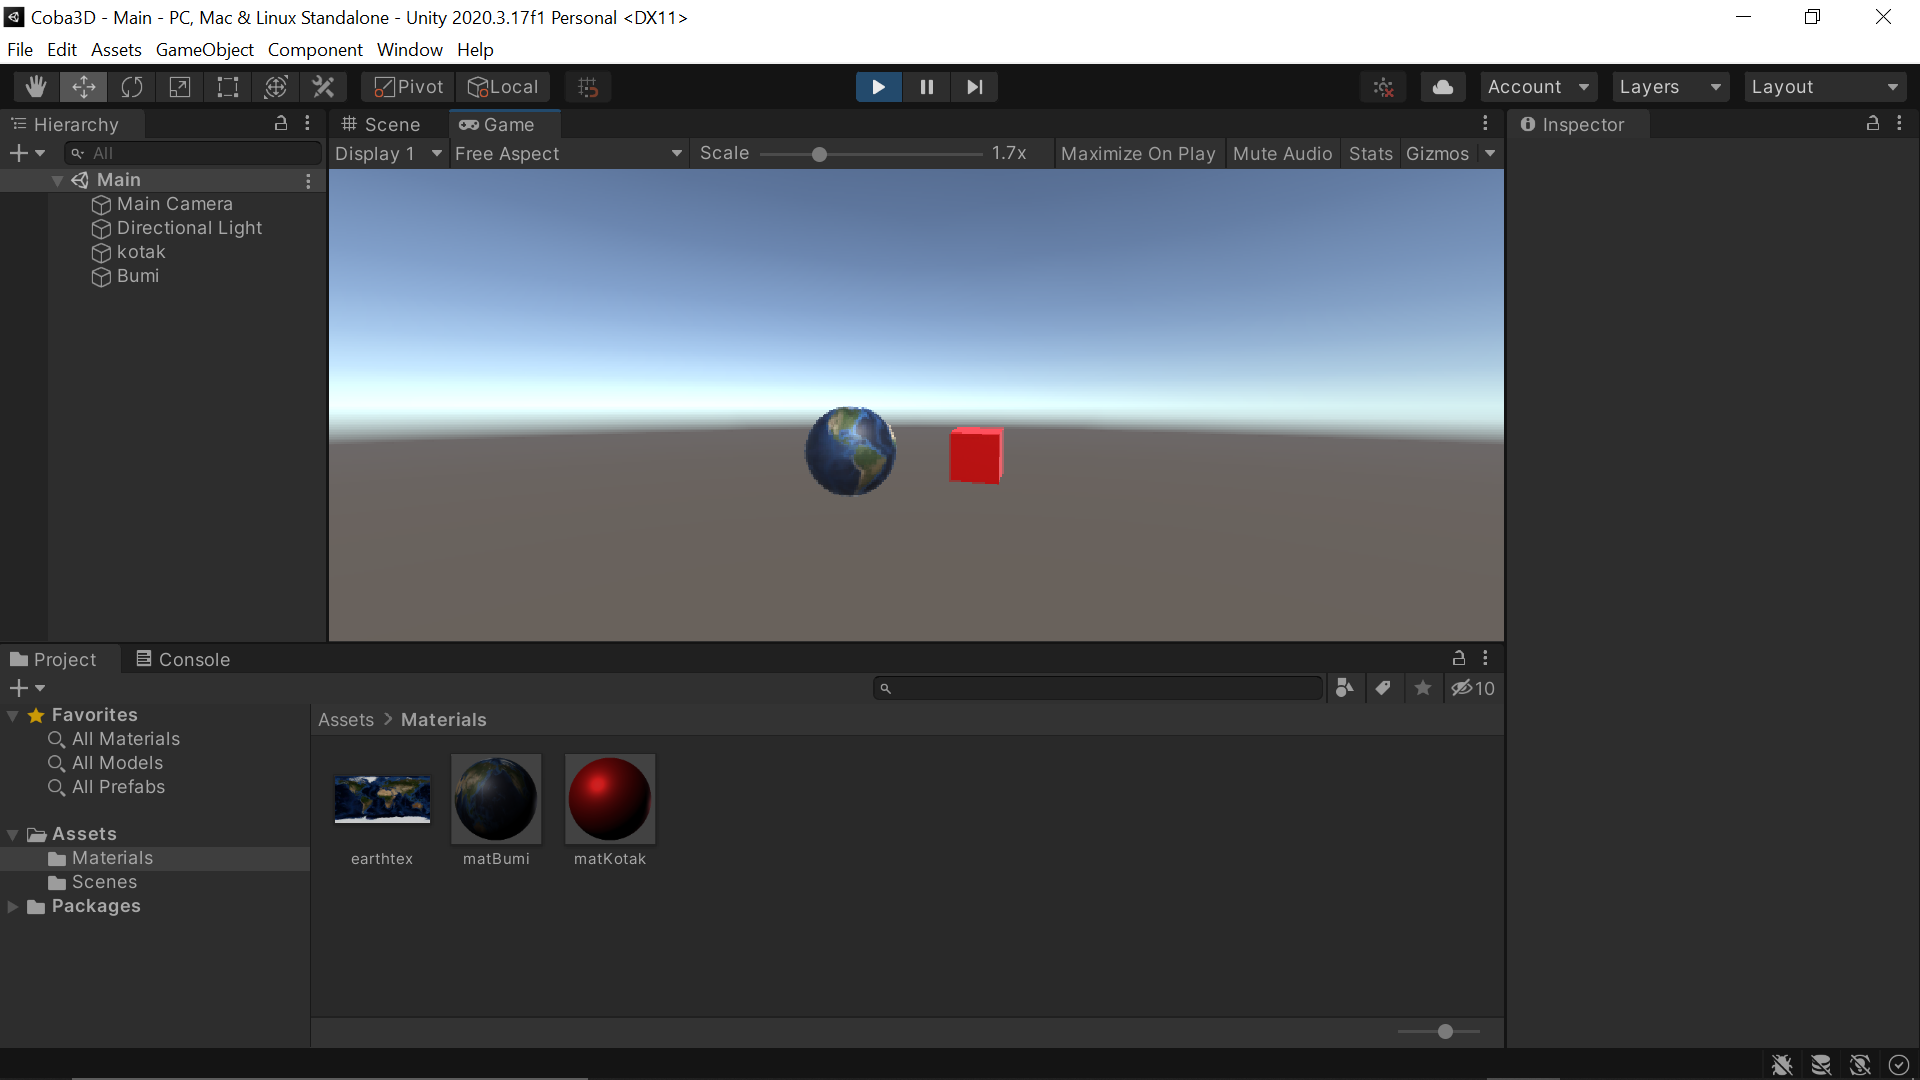 Coba3D - Main - PC, Mac & Linux Standalone - Unity 2020.3.17f1 Personal <DX11>
File Edit Assets GameObject Component Window Help
Pivot Local Account Layers Layout
Hierarchy Scene Game Inspector
All Display 1 Free Aspect Scale 1.7x Maximize On Play Mute Audio Stats Gizmos
Main
Main Camera
Directional Light
kotak
Bumi
Project Console
10
Favorites
All Materials
All Models
All Prefabs
Assets
Materials
Scenes
Packages
Assets > Materials
earthtex matBumi matKotak